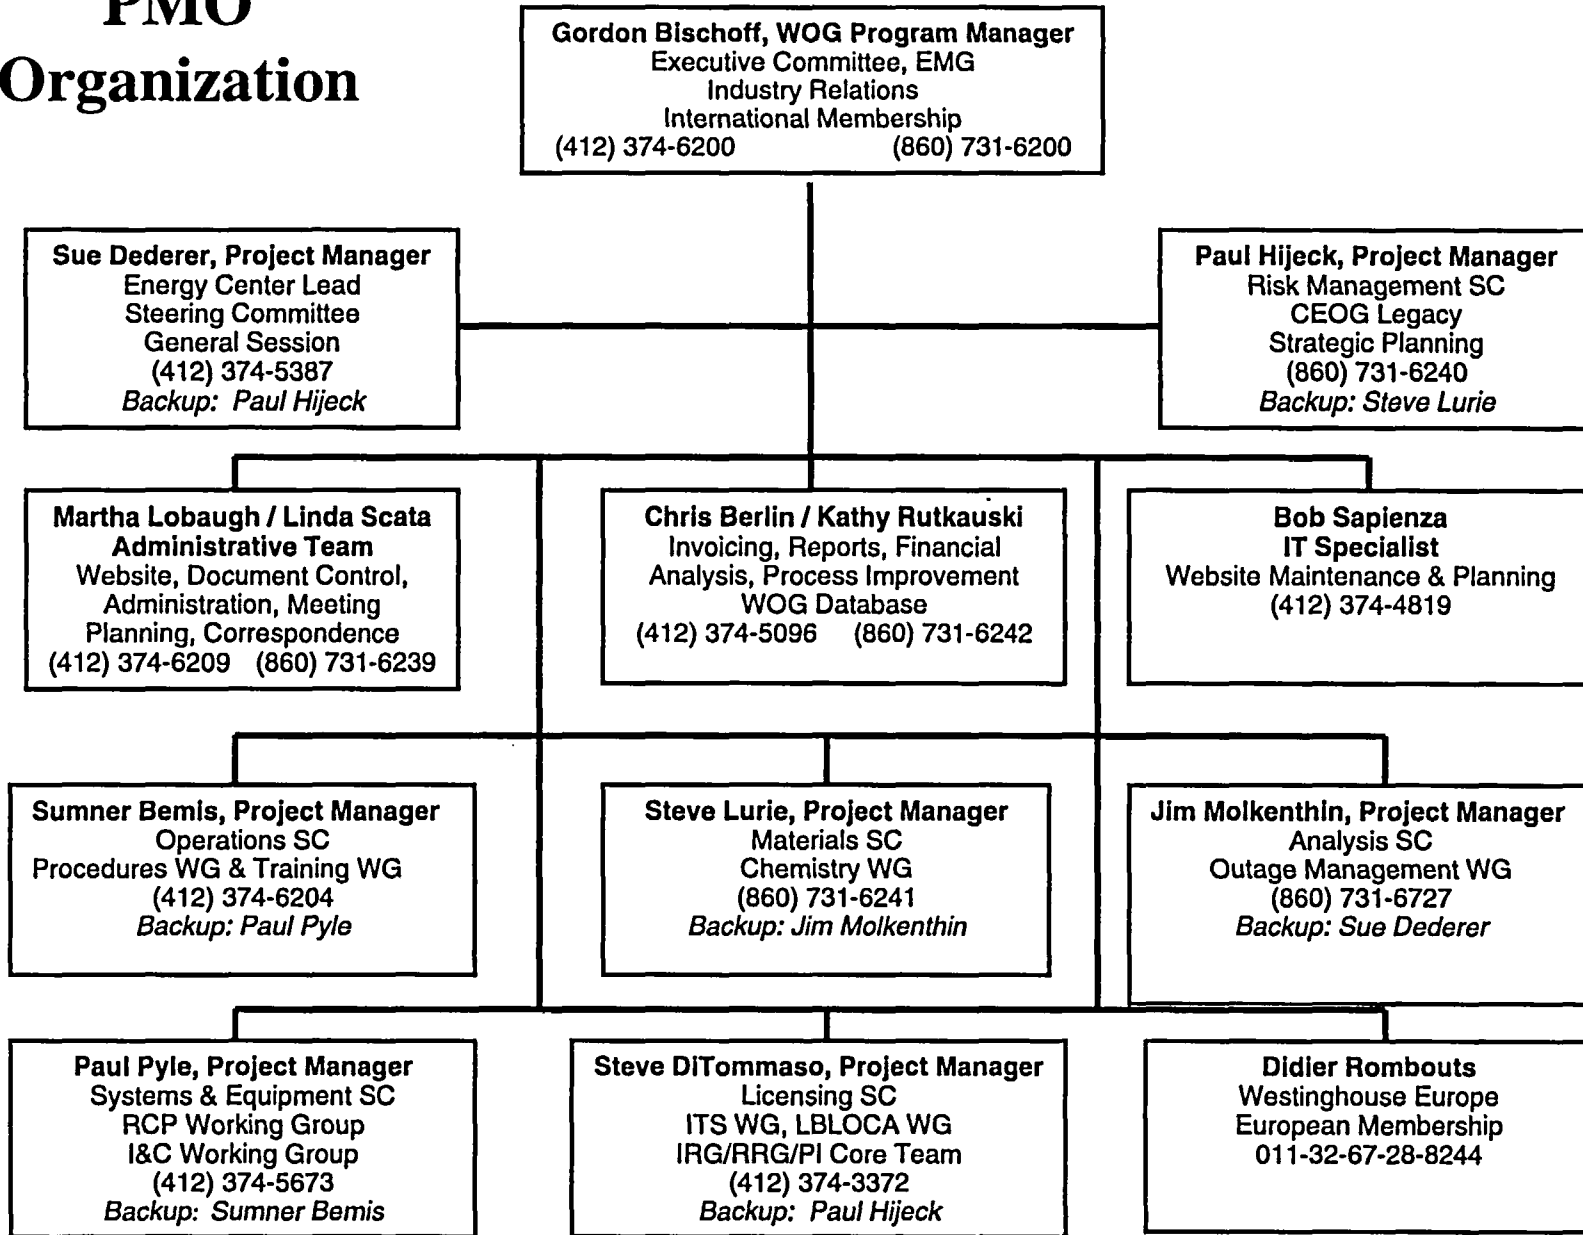 PMO
Organization
Gordon Bischoff, WOG Program Manager
Executive Committee, EMG
Industry Relations
International Membership
(412) 374-6200 (860) 731-6200
Sue Dederer, Project Manager
Energy Center Lead
Steering Committee
General Session
(412) 374-5387
Backup: Paul Hijeck
Paul Hijeck, Project Manager
Risk Management SC
CEOG Legacy
Strategic Planning
(860) 731-6240
Backup: Steve Lurie
Martha Lobaugh / Linda Scata
Administrative Team
Website, Document Control,
Administration, Meeting
Planning, Correspondence
(412) 374-6209 (860) 731-6239
Chris Berlin / Kathy Rutkauski
Invoicing, Reports, Financial
Analysis, Process Improvement
WOG Database
(412) 374-5096 (860) 731-6242
Bob Sapienza
IT Specialist
Website Maintenance & Planning
(412) 374-4819
Sumner Bemis, Project Manager
Operations SC
Procedures WG & Training WG
(412) 374-6204
Backup: Paul Pyle
Steve Lurie, Project Manager
Materials SC
Chemistry WG
(860) 731-6241
Backup: Jim Molkenthin
Jim Molkenthin, Project Manager
Analysis SC
Outage Management WG
(860) 731-6727
Backup: Sue Dederer
Paul Pyle, Project Manager
Systems & Equipment SC
RCP Working Group
I&C Working Group
(412) 374-5673
Backup: Sumner Bemis
Steve DiTommaso, Project Manager
Licensing SC
ITS WG, LBLOCA WG
IRG/RRG/PI Core Team
(412) 374-3372
Backup: Paul Hijeck
Didier Rombouts
Westinghouse Europe
European Membership
011-32-67-28-8244